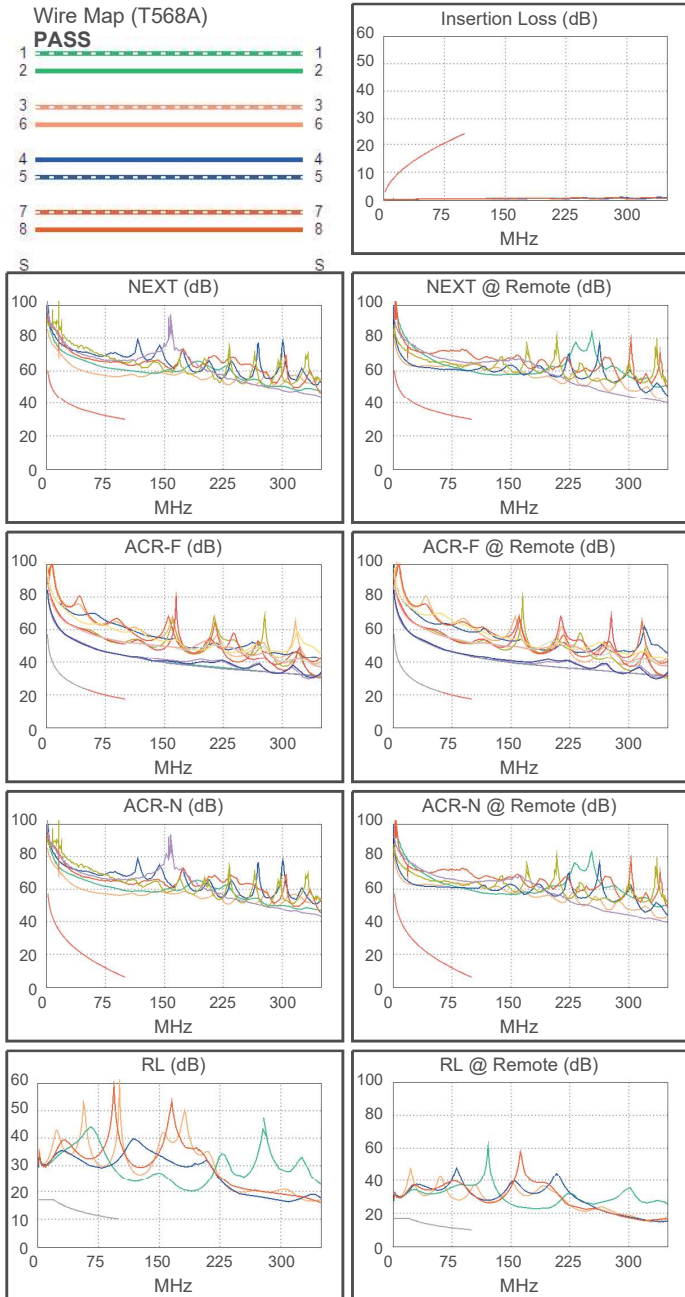 Wire Map (T568A)
PASS
1 1
2 2
3 3
6 6
4 4
5 5
7 7
8 8
S S
Insertion Loss (dB)
60
50
40
30
20
10
0
0 75 150 225 300
MHz
NEXT (dB)
100
80
60
40
20
0
0 75 150 225 300
MHz
NEXT @ Remote (dB)
100
80
60
40
20
0
0 75 150 225 300
MHz
ACR-F (dB)
100
80
60
40
20
0
0 75 150 225 300
MHz
ACR-F @ Remote (dB)
100
80
60
40
20
0
0 75 150 225 300
MHz
ACR-N (dB)
100
80
60
40
20
0
0 75 150 225 300
MHz
ACR-N @ Remote (dB)
100
80
60
40
20
0
0 75 150 225 300
MHz
RL (dB)
60
50
40
30
20
10
0
0 75 150 225 300
MHz
RL @ Remote (dB)
100
80
60
40
20
0
0 75 150 225 300
MHz